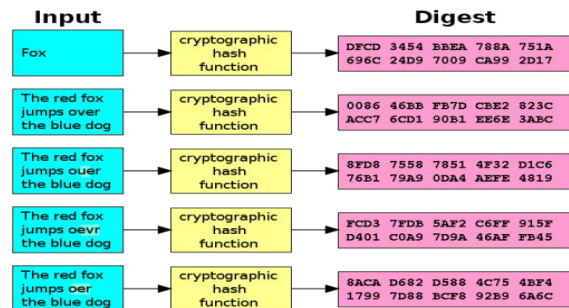 Input
Digest
Fox
cryptographic
hash
function
DFCD 3454 BBEA 788A 751A
696C 24D9 7009 CA99 2D17
The red fox
jumps over
the blue dog
cryptographic
hash
function
0086 46BB FB7D CBE2 823C
ACC7 6CD1 90B1 EE6E 3ABC
The red fox
jumps ouer
the blue dog
cryptographic
hash
function
8FD8 7558 7851 4F32 D1C6
76B1 79A9 0DA4 AEFE 4819
The red fox
jumps oevr
the blue dog
cryptographic
hash
function
FCD3 7FDB 5AF2 C6FF 915F
D401 C0A9 7D9A 46AF FB45
The red fox
jumps oer
the blue dog
cryptographic
hash
function
8ACA D682 D588 4C75 4BF4
1799 7D88 BCF8 92B9 6A6C